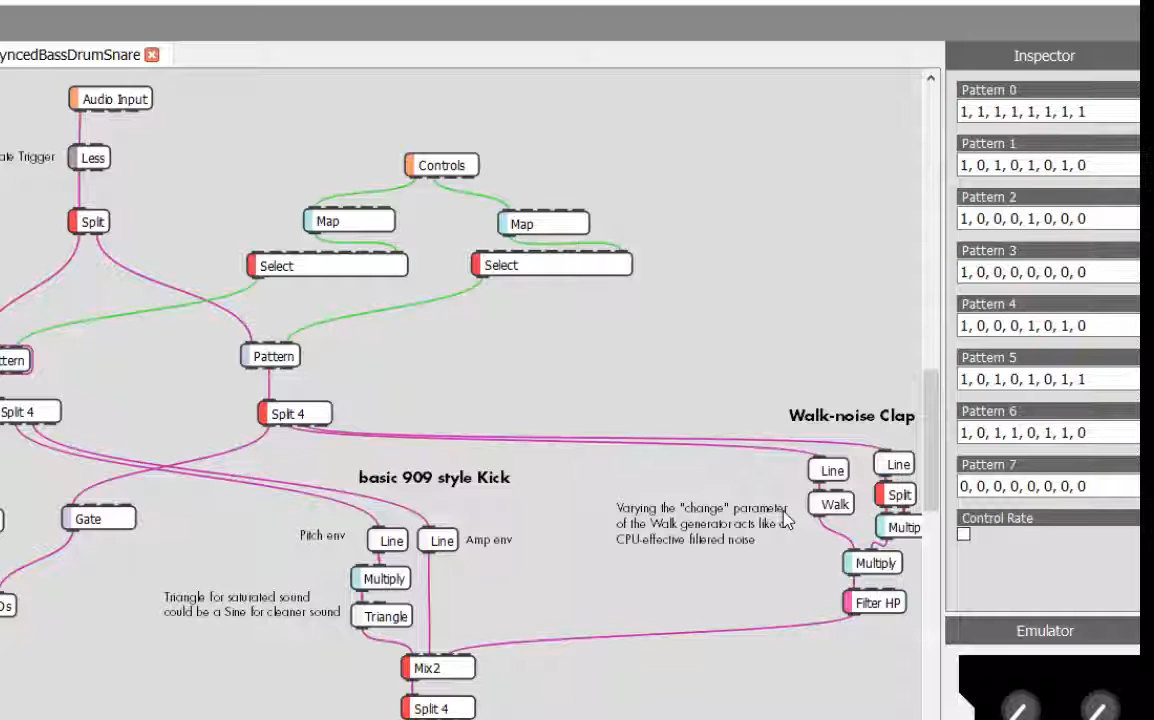 yncedBassDrumSnare
Inspector
Audio Input
ate Trigger
Less
Split
Controls
Map
Map
Select
Select
ttern
Pattern
Split 4
Split 4
Walk-noise Clap
basic 909 style Kick
Line
Line
Split
Walk
Multip
Varying the "change" parameter
of the Walk generator acts like a
CPU-effective filtered noise
Gate
Pitch env
Line
Line
Amp env
Multiply
Multiply
Triangle for saturated sound
could be a Sine for cleaner sound
Triangle
Filter HP
Os
Mix2
Split 4
Pattern 0
1, 1, 1, 1, 1, 1, 1, 1
Pattern 1
1, 0, 1, 0, 1, 0, 1, 0
Pattern 2
1, 0, 0, 0, 1, 0, 0, 0
Pattern 3
1, 0, 0, 0, 0, 0, 0, 0
Pattern 4
1, 0, 0, 0, 1, 0, 1, 0
Pattern 5
1, 0, 1, 0, 1, 0, 1, 1
Pattern 6
1, 0, 1, 1, 0, 1, 1, 0
Pattern 7
0, 0, 0, 0, 0, 0, 0, 0
Control Rate
Emulator